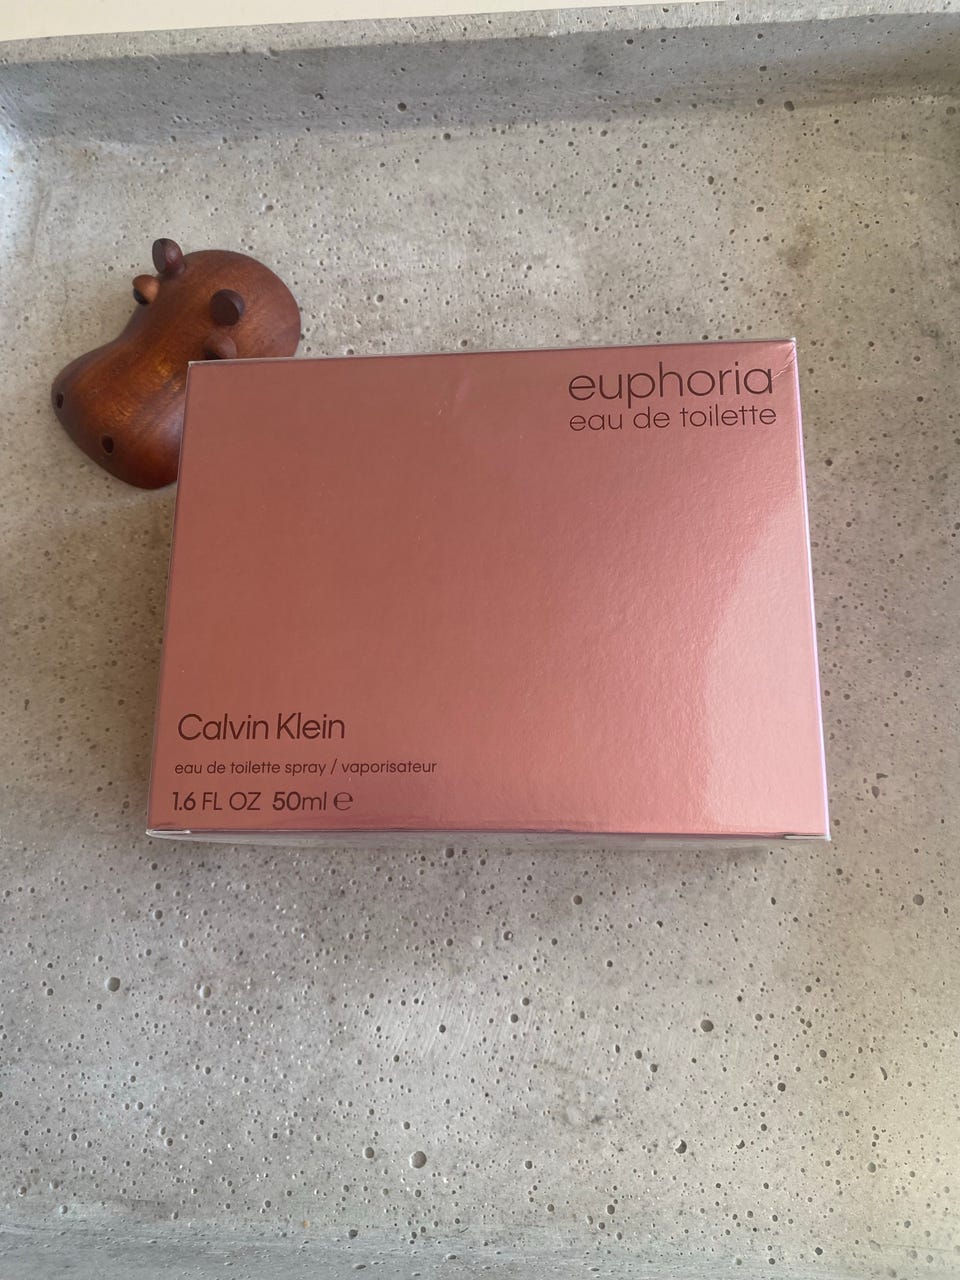 euphoria
eau de toilette
Calvin Klein
eau de toilette spray / vaporisateur
1.6 FL OZ 50ml ℮